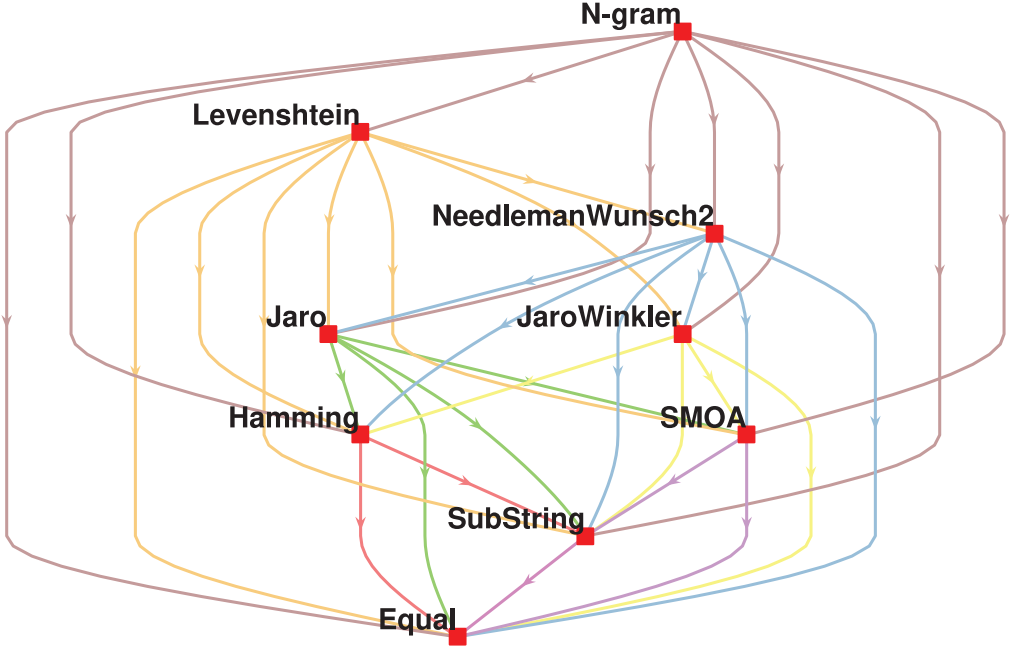 N-gram
Levenshtein
NeedlemanWunsch2
Jaro
JaroWinkler
Hamming
SMOA
SubString
Equal